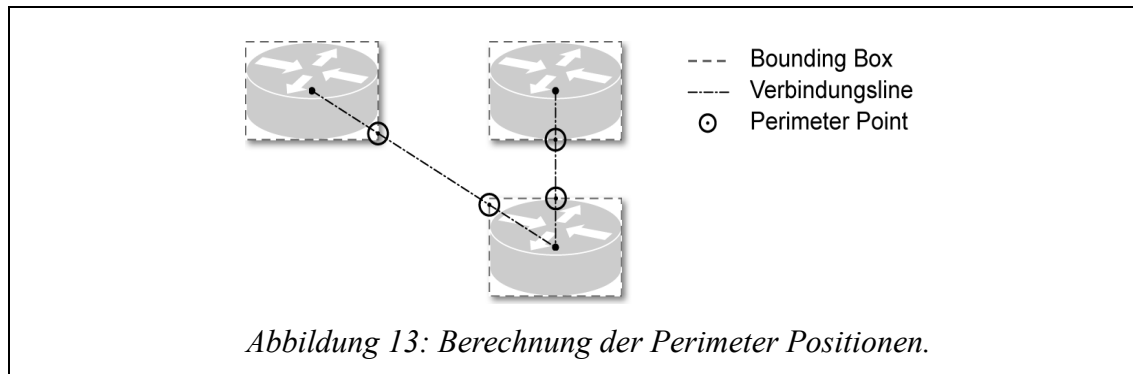 Bounding Box
Verbindungsline
Perimeter Point
Abbildung 13: Berechnung der Perimeter Positionen.